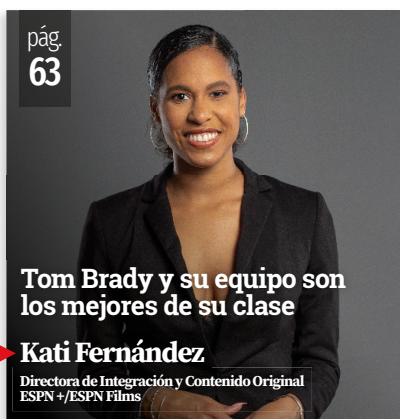 pág.
63
Tom Brady y su equipo son
los mejores de su clase
Kati Fernández
Directora de Integración y Contenido Original
ESPN +/ESPN Films